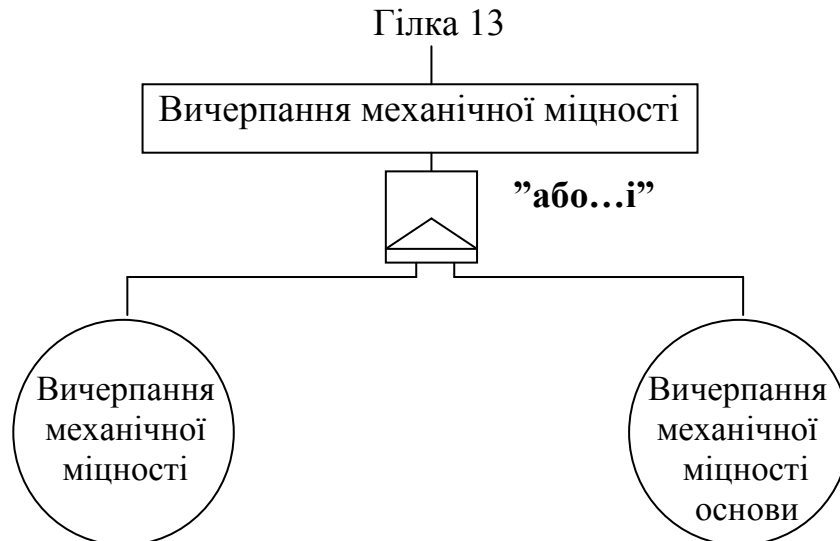 Гілка 13
Вичерпання механічної міцності
”або...і”
Вичерпання
механічної
міцності
Вичерпання
механічної
міцності
основи